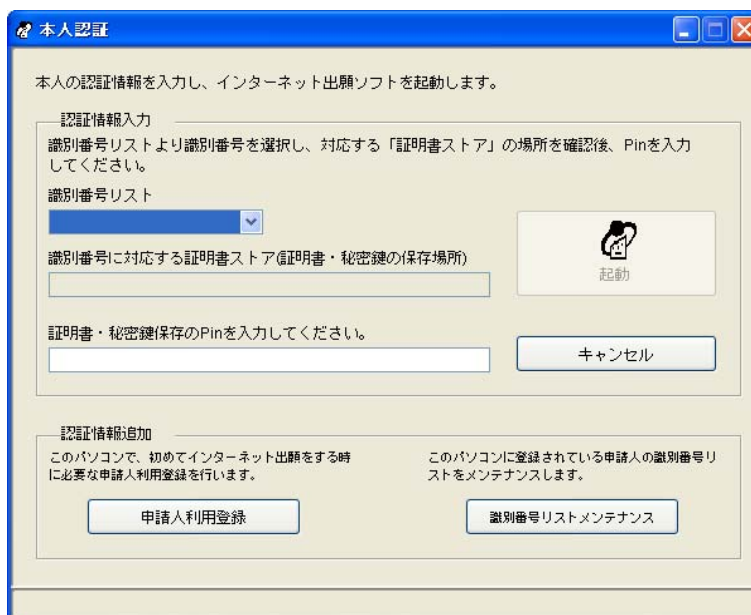 本人認証
本人の認証情報を入力し、インターネット出願ソフトを起動します。
認証情報入力
識別番号リストより識別番号を選択し、対応する「証明書ストア」の場所を確認後、Pinを入力
してください。
識別番号リスト
識別番号に対応する証明書ストア(証明書・秘密鍵の保存場所)
起動
証明書・秘密鍵保存のPinを入力してください。
キャンセル
認証情報追加
このパソコンで、初めてインターネット出願をする時
に必要な申請人利用登録を行います。
申請人利用登録
このパソコンに登録されている申請人の識別番号リ
ストをメンテナンスします。
識別番号リストメンテナンス